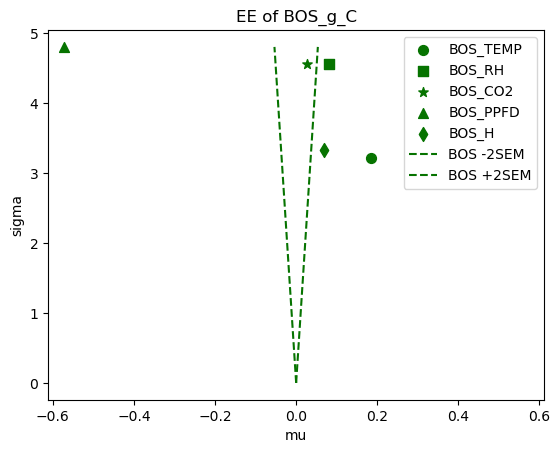 EE of BOS_g_C
5
4
3
2
1
0
sigma
−0.6
−0.4
−0.2
0.0
0.2
0.4
0.6
mu
BOS_TEMP
BOS_RH
BOS_CO2
BOS_PPFD
BOS_H
BOS -2SEM
BOS +2SEM